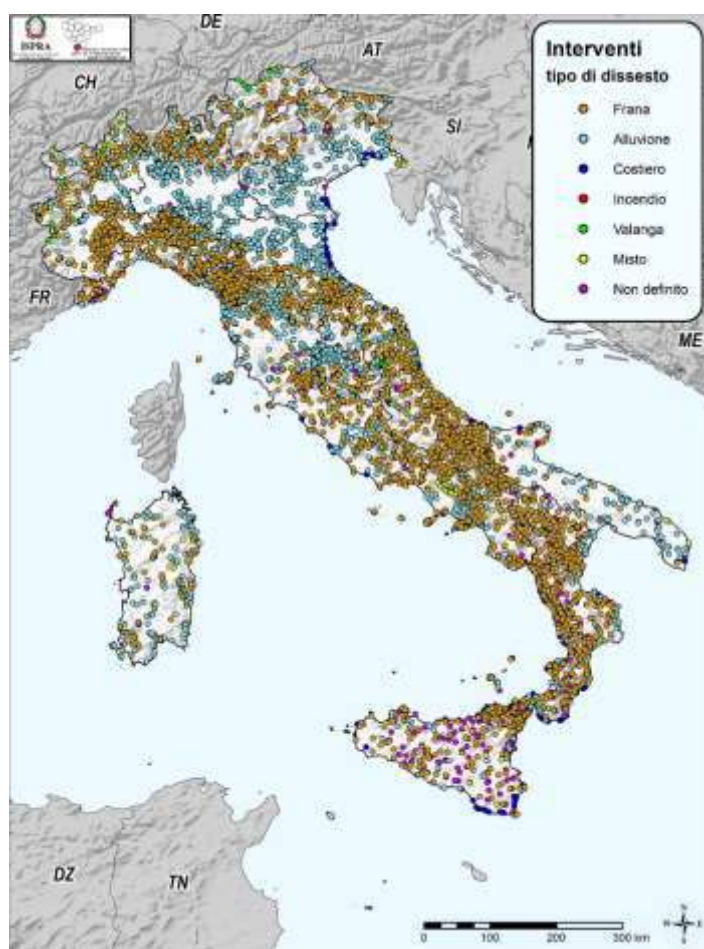 ISPRA
DE
AT
CH
SI
FR
ME
DZ
TN
Interventi
tipo di dissesto
Frana
Alluvione
Costiero
Incendio
Valanga
Misto
Non definito
0 100 200 300 km